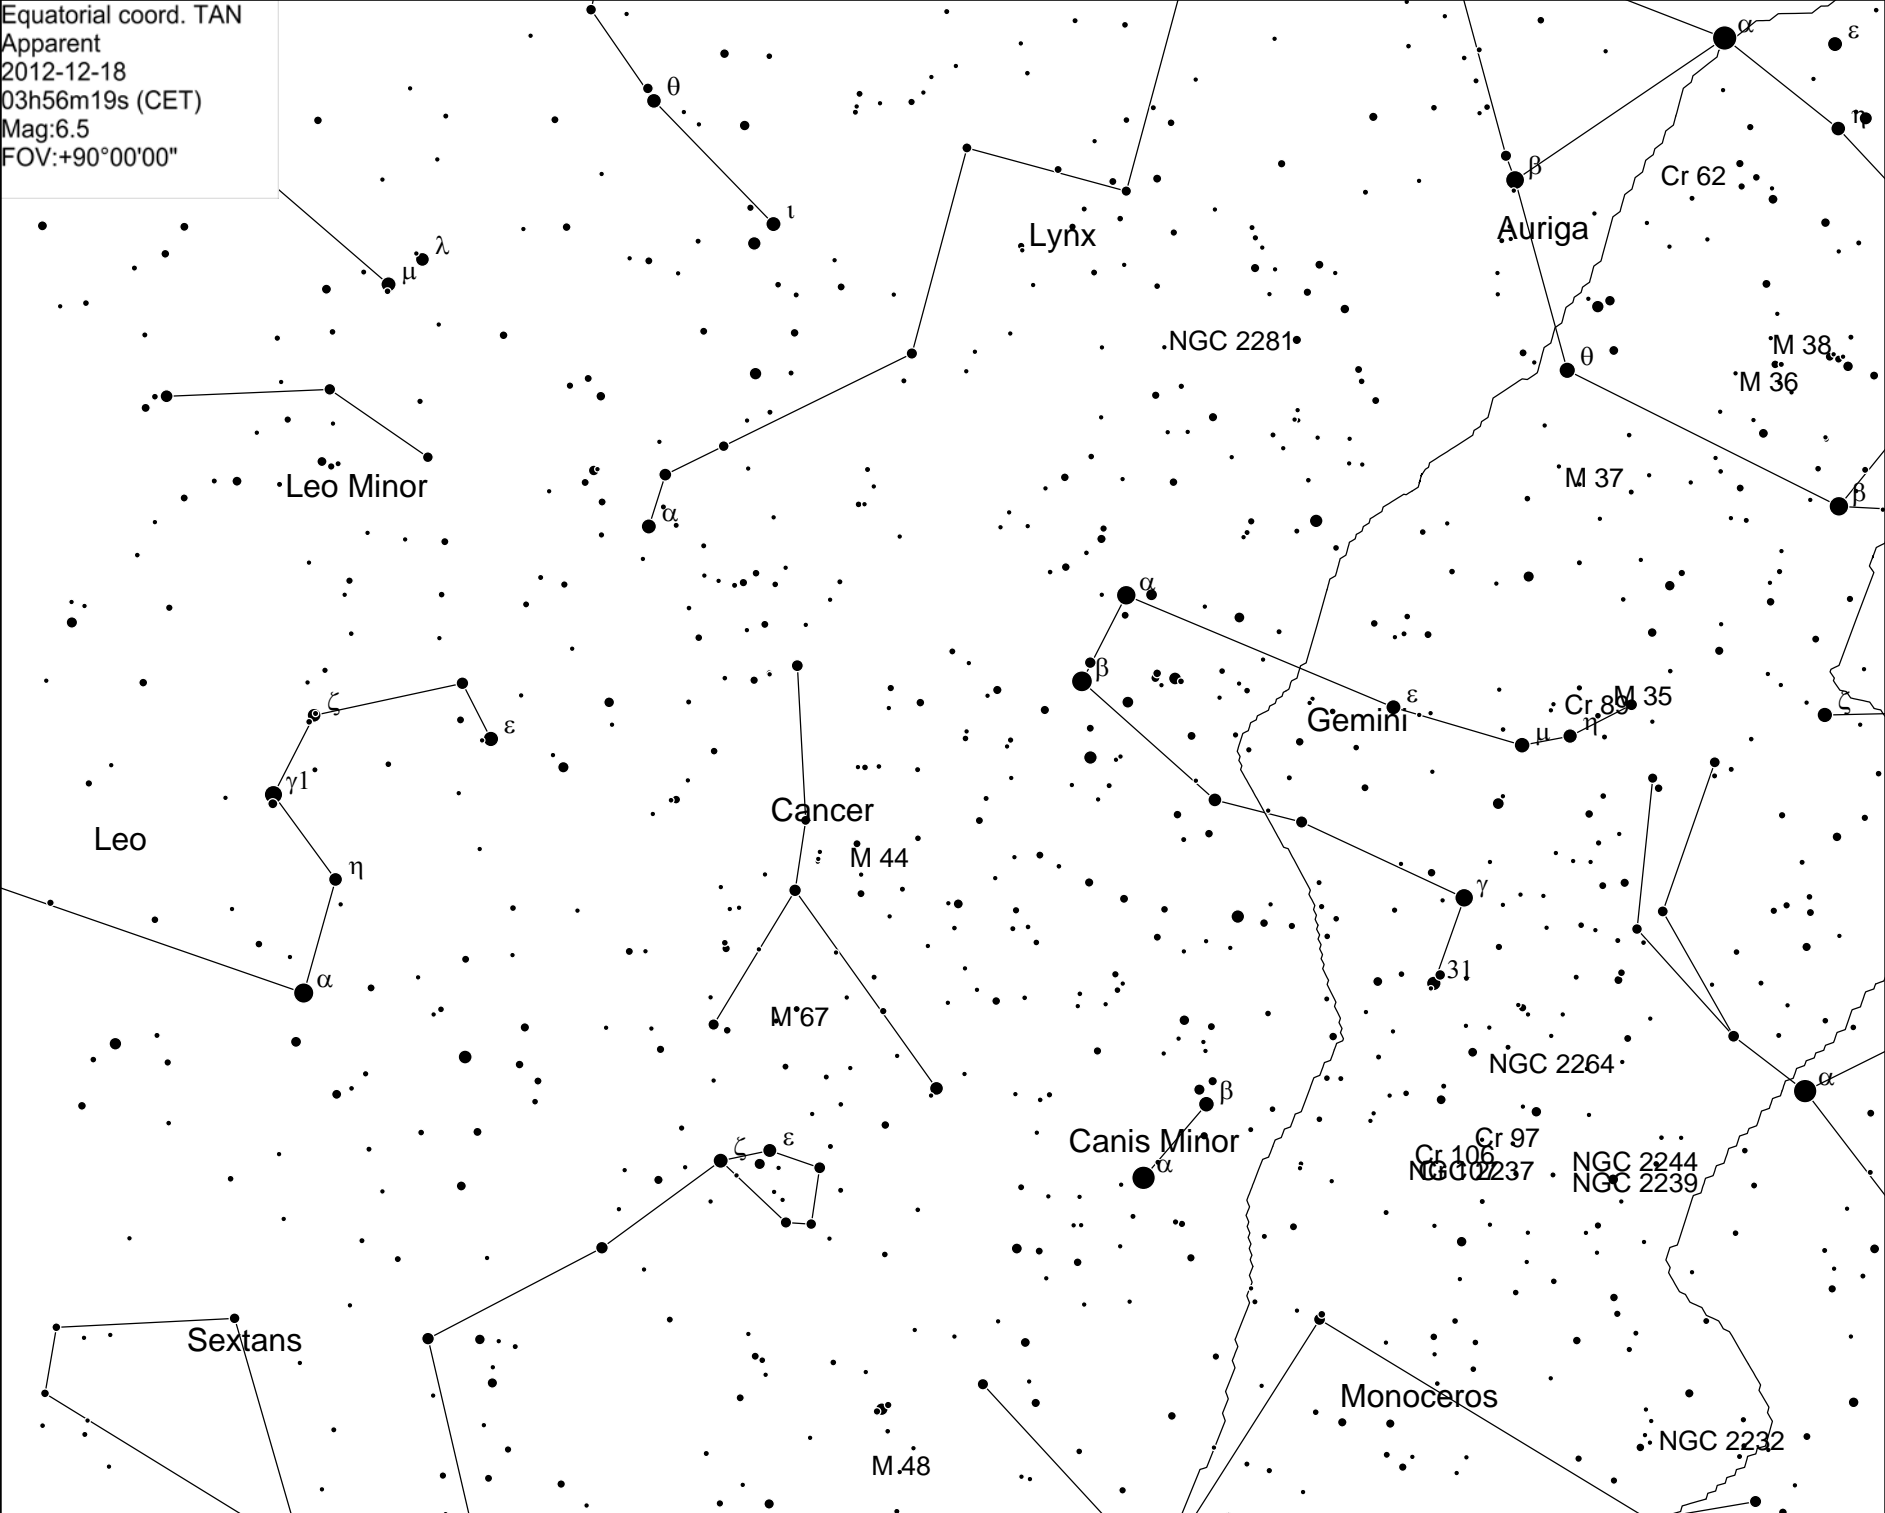 Equatorial coord. TAN
Apparent
2012-12-18
03h56m19s (CET)
Mag:6.5
FOV:+90°00'00"
α
ε
θ
η
β
Cr 62
ι
Lynx
Auriga
λ
μ
NGC 2281
M 38
θ
M 36
Leo Minor
M 37
β
α
α
β
ζ
ε
ε
Gemini
Cr 89
M 35
ζ
μ
η
γ1
Cancer
Leo
M 44
η
γ
31
α
M 67
NGC 2264
α
β
Canis Minor
α
ζ
ε
Cr 97
Cr 106
Cr 107
NGC 2237
NGC 2244
NGC 2239
Sextans
Monoceros
M 48
NGC 2232